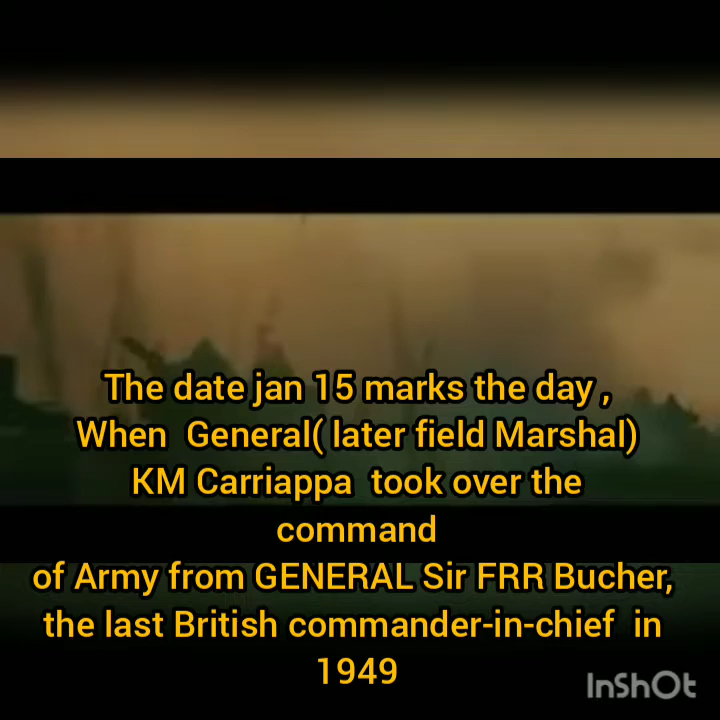 The date jan 15 marks the day ,
When General( later field Marshal)
KM Carriappa took over the
command
of Army from GENERAL Sir FRR Bucher,
the last British commander-in-chief in
1949
InShOt